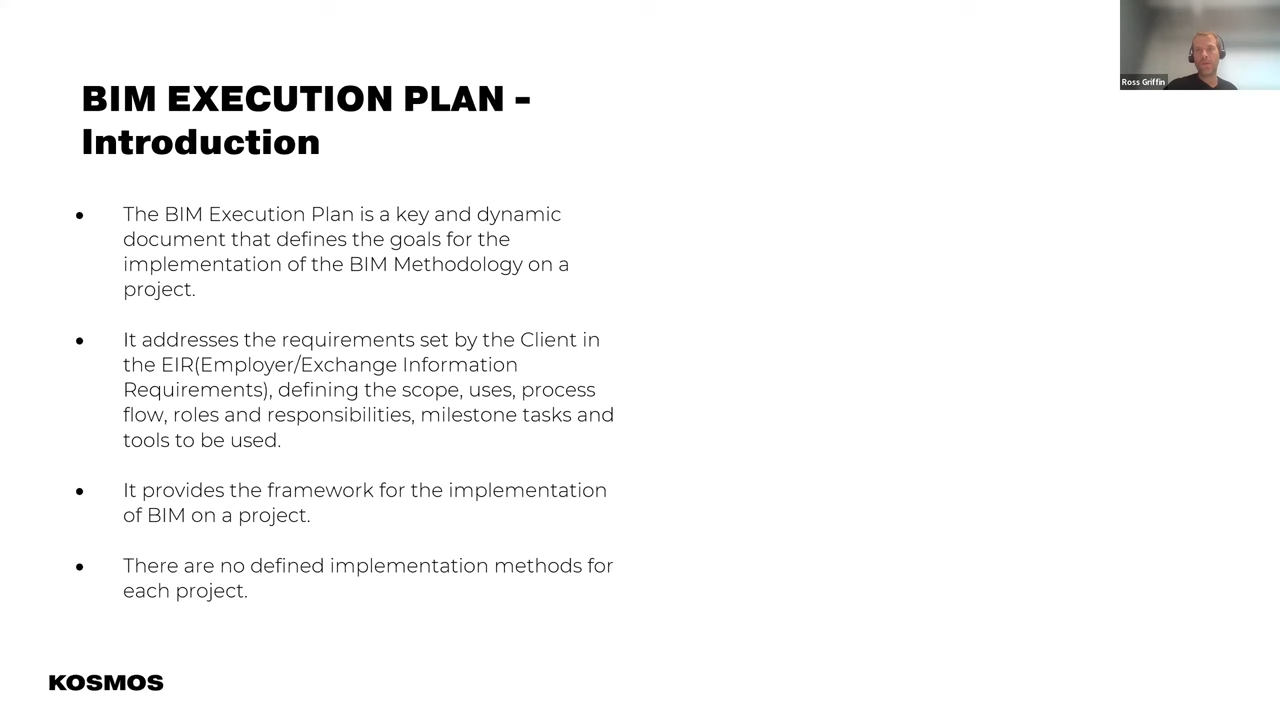 Ross Griffin
BIM EXECUTION PLAN -
Introduction
• The BIM Execution Plan is a key and dynamic
document that defines the goals for the
implementation of the BIM Methodology on a
project.
• It addresses the requirements set by the Client in
the EIR(Employer/Exchange Information
Requirements), defining the scope, uses, process
flow, roles and responsibilities, milestone tasks and
tools to be used.
• It provides the framework for the implementation
of BIM on a project.
• There are no defined implementation methods for
each project.
KOSMOS